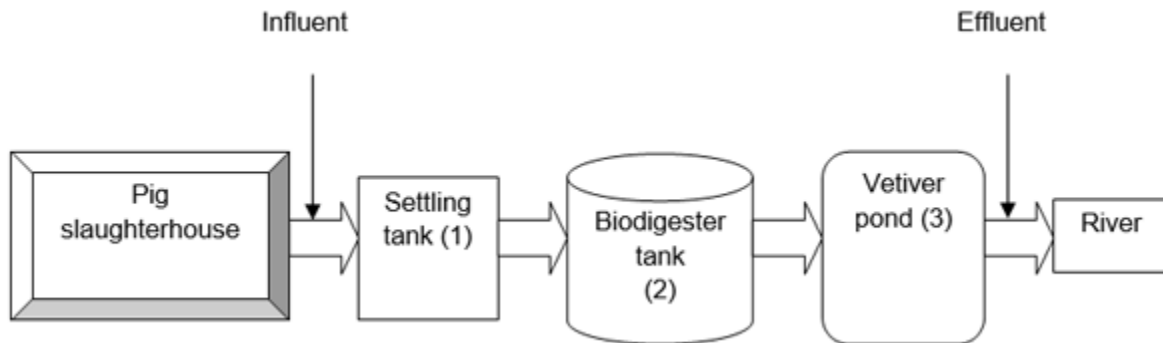 Influent
Effluent
Pig
slaughterhouse
Settling
tank (1)
Biodigester
tank
(2)
Vetiver
pond (3)
River